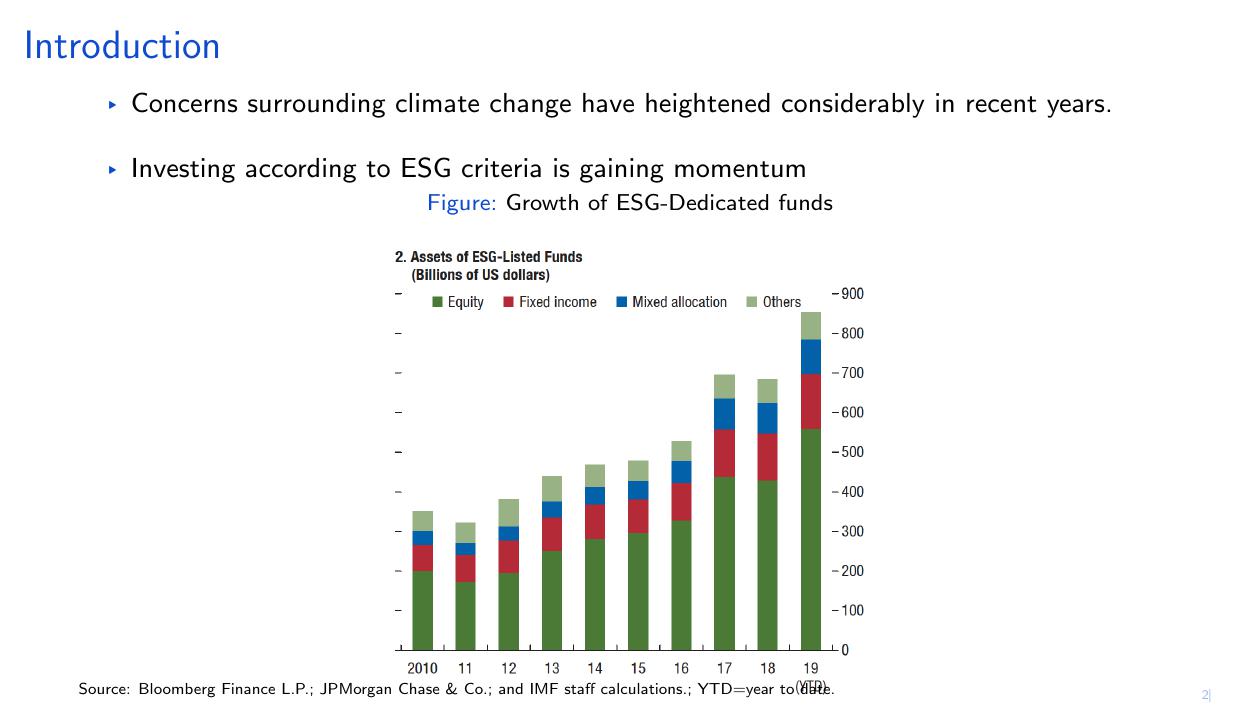 Introduction
Concerns surrounding climate change have heightened considerably in recent years.
Investing according to ESG criteria is gaining momentum
Figure: Growth of ESG-Dedicated funds
2. Assets of ESG-Listed Funds
(Billions of US dollars)
Equity Fixed income Mixed allocation Others
900
800
700
600
500
400
300
200
100
0
2010 11 12 13 14 15 16 17 18 19
(YTD)
Source: Bloomberg Finance L.P.; JPMorgan Chase & Co.; and IMF staff calculations.; YTD=year to date.
2|